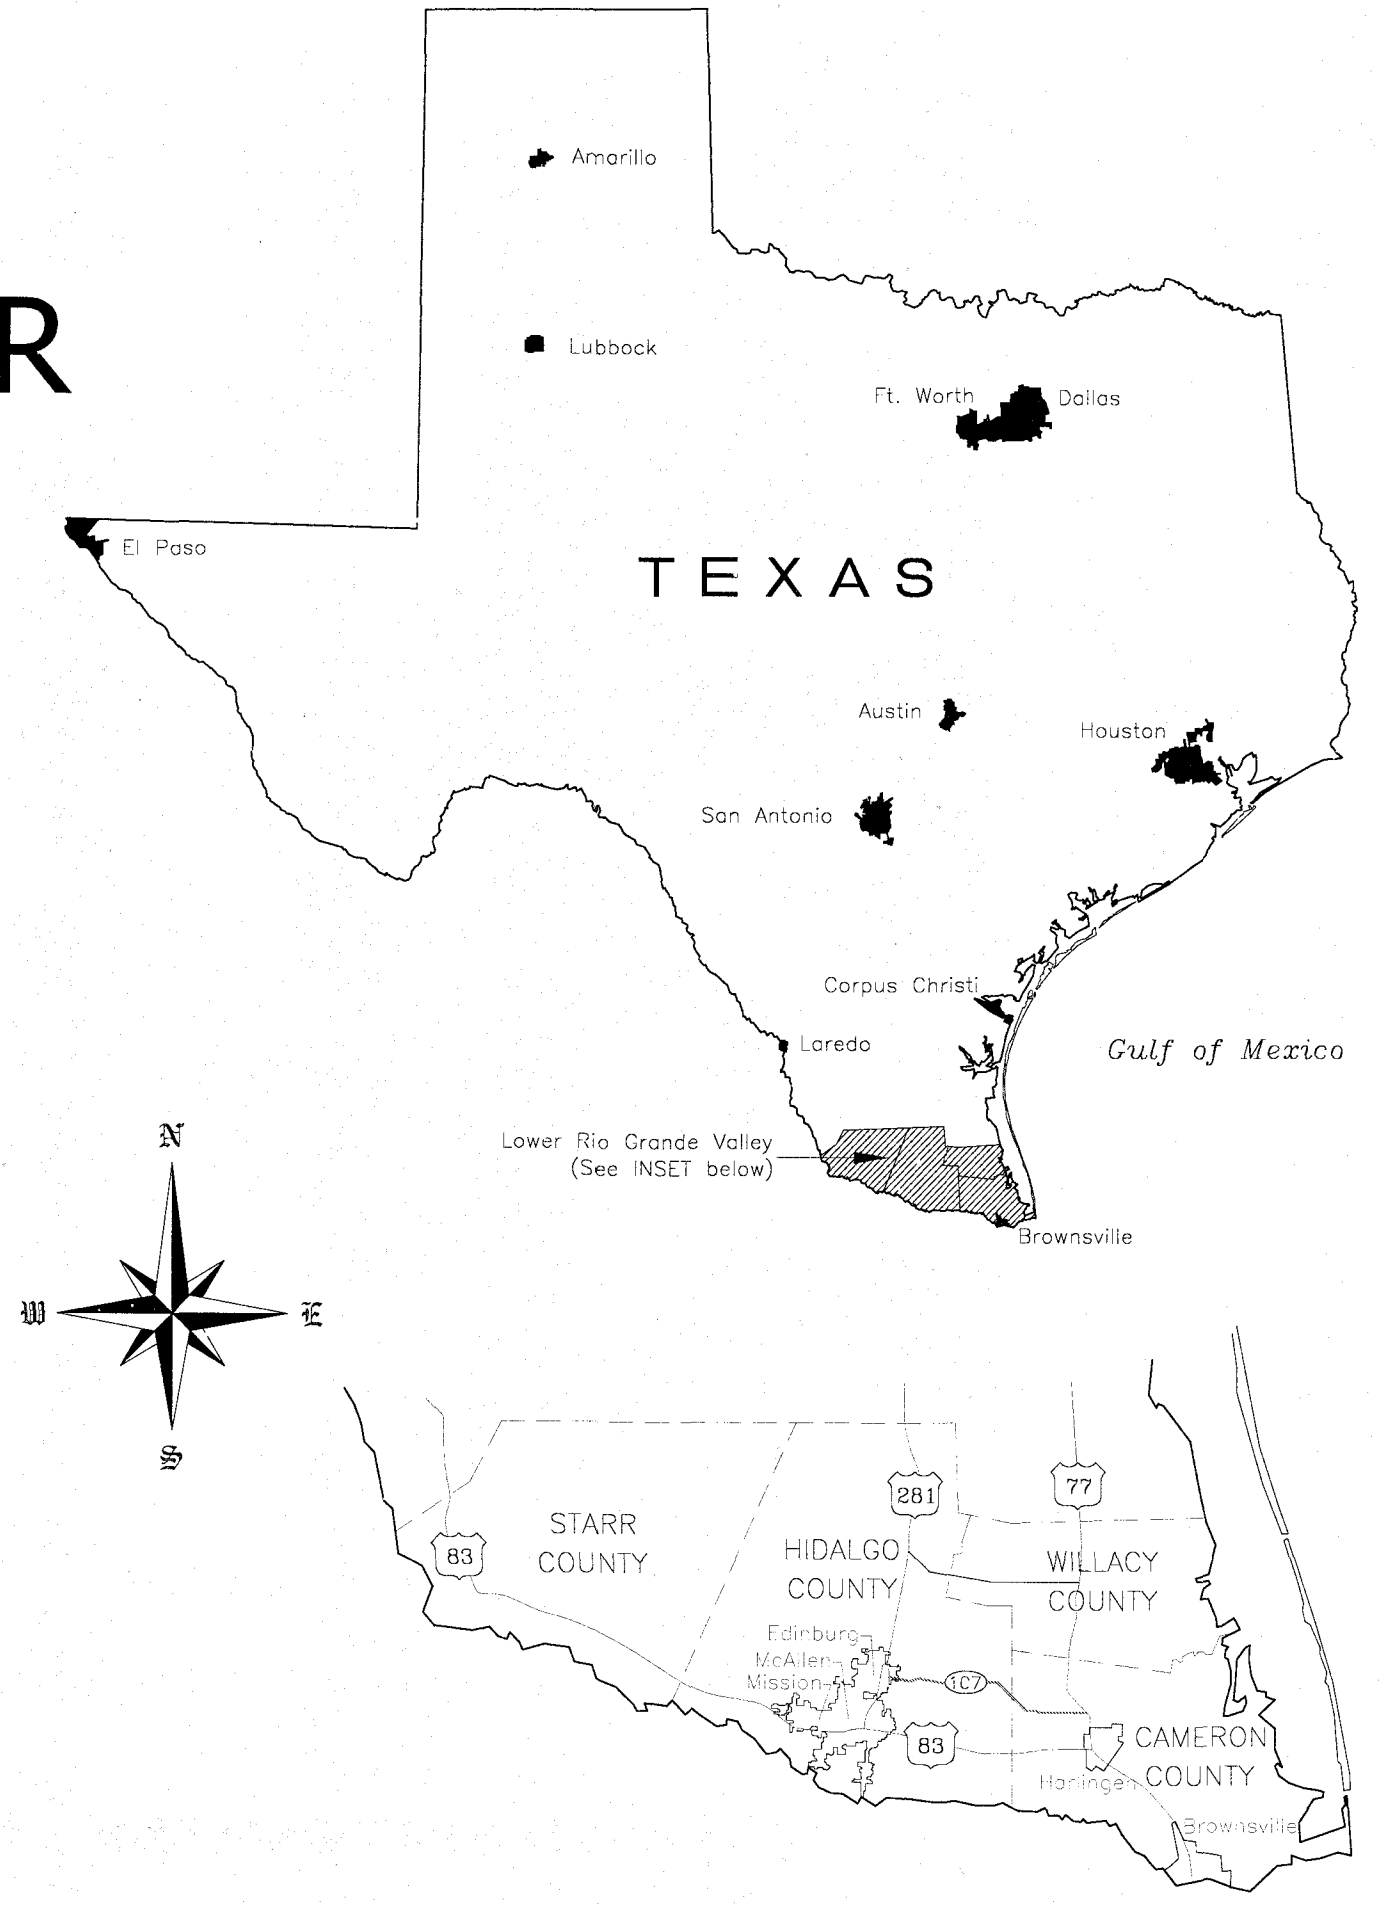 Amarillo
R
Lubbock
Ft. Worth
Dallas
El Paso
TEXAS
Austin
Houston
San Antonio
Corpus Christi
Laredo
Gulf of Mexico
Lower Rio Grande Valley
(See INSET below)
Brownsville
N
W
E
S
281
77
83
STARR
COUNTY
HIDALGO
COUNTY
WILLACY
COUNTY
Edinburg
McAllen
Mission
107
83
CAMERON
COUNTY
Harlingen
Brownsville